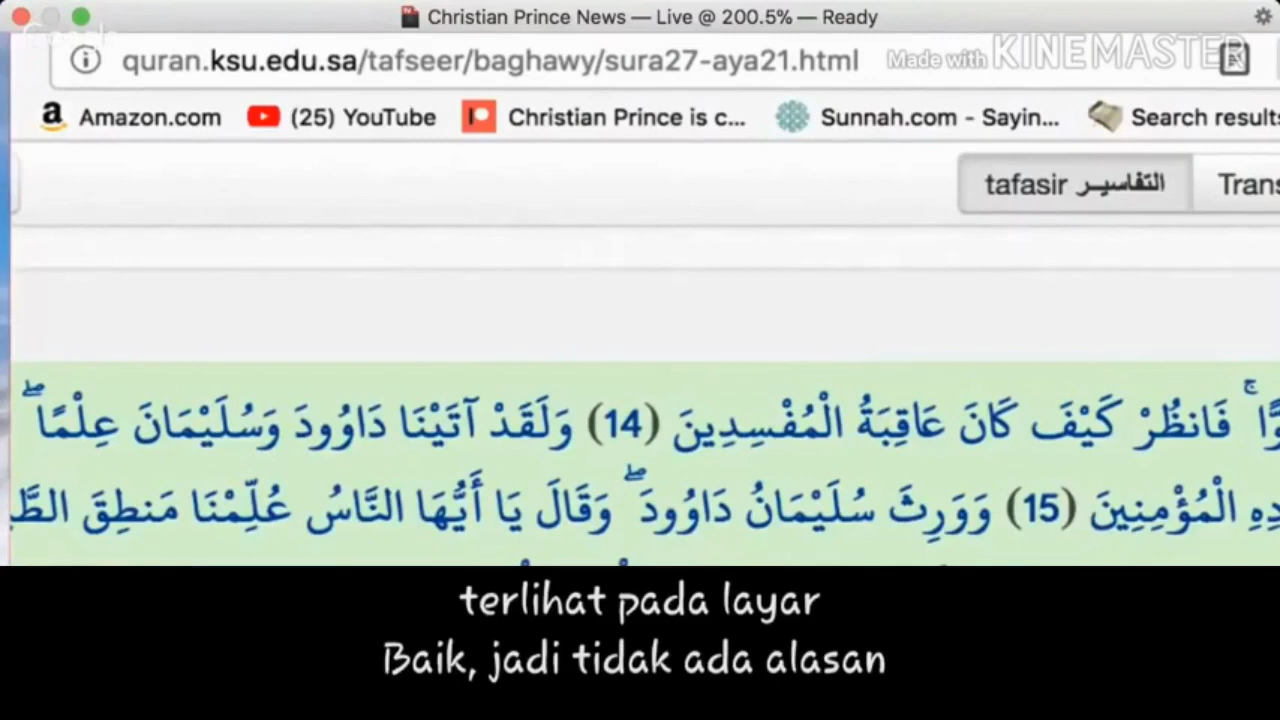 Christian Prince News — Live @ 200.5% — Ready
Google
quran.ksu.edu.sa/tafseer/baghawy/sura27-aya21.html
Made with KINEMASTER
Amazon.com (25) YouTube Christian Prince is c... Sunnah.com - Sayin... Search results
tafasir التفاسيـر Trans
فَانظُرْ كَيْفَ كَانَ عَاقِبَةُ الْمُفْسِدِينَ (14) وَلَقَدْ آتَيْنَا دَاوُودَ وَسُلَيْمَانَ عِلْمًا ۖ
الْمُؤْمِنِينَ (15) وَوَرِثَ سُلَيْمَانُ دَاوُودَ ۖ وَقَالَ يَا أَيُّهَا النَّاسُ عُلِّمْنَا مَنطِقَ
terlihat pada layar
Baik, jadi tidak ada alasan